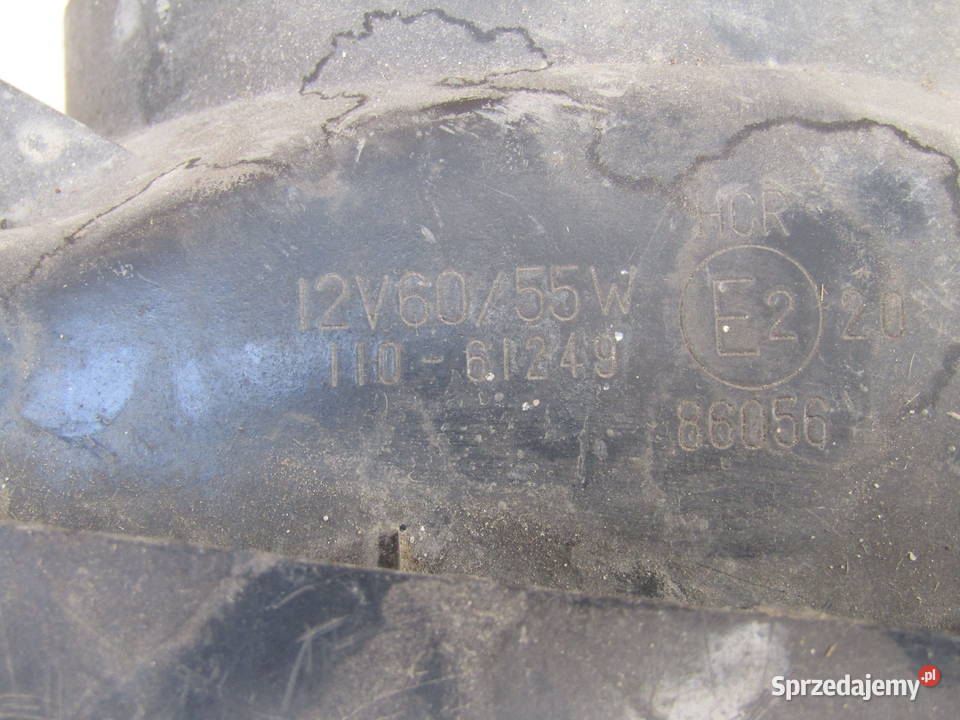 HCR
12V60/55W
E2 20
110-61249
86056
Sprzedajemy.pl